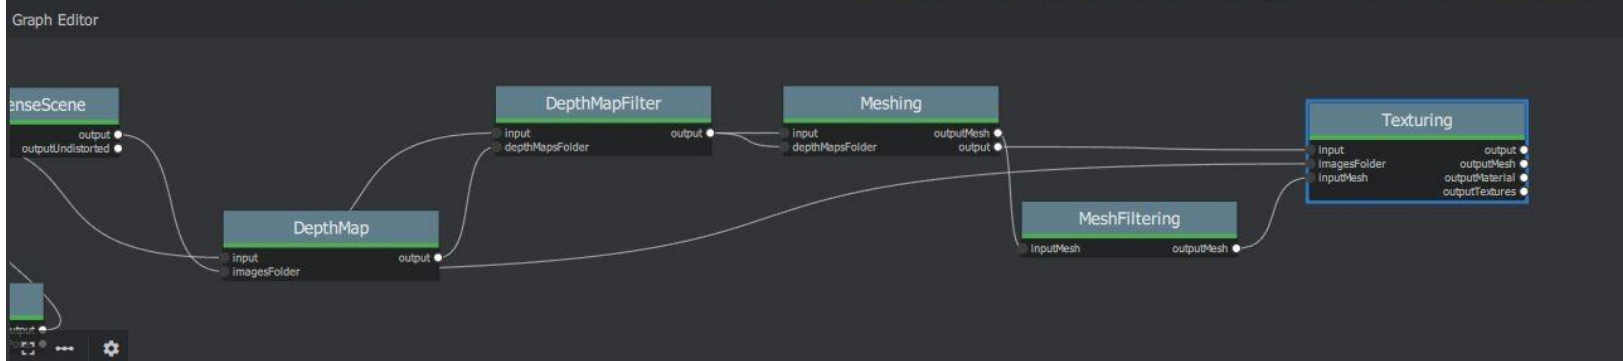 Graph Editor
enseScene
output
outputUndistorted
DepthMap
input
output
imagesFolder
DepthMapFilter
input
output
depthMapsFolder
Meshing
input
outputMesh
depthMapsFolder
output
MeshFiltering
inputMesh
outputMesh
Texturing
input
output
imagesFolder
outputMesh
inputMesh
outputMaterial
outputTextures
output